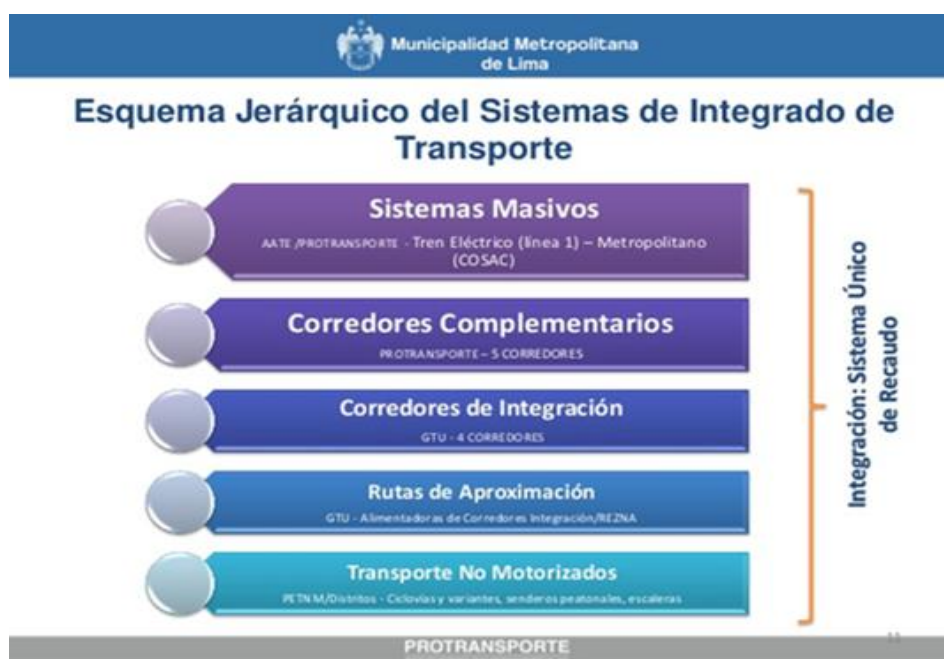 Municipalidad Metropolitana
de Lima
Esquema Jerárquico del Sistemas de Integrado de
Transporte
Sistemas Masivos
AATE /PROTRANSPORTE - Tren Eléctrico (línea 1) – Metropolitano
(COSAC)
Corredores Complementarios
PROTRANSPORTE – 5 CORREDORES
Corredores de Integración
GTU - 4 CORREDORES
Rutas de Aproximación
GTU - Alimentadoras de Corredores Integración/REZNA
Transporte No Motorizados
PETNM/Distritos - Ciclovías y variantes, senderos peatonales, escaleras
Integración: Sistema Único
de Recaudo
PROTRANSPORTE